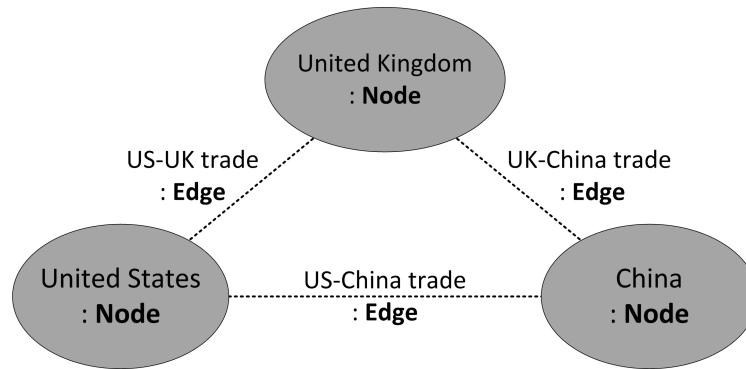 United Kingdom
: Node
US-UK trade
: Edge
UK-China trade
: Edge
United States
: Node
US-China trade
: Edge
China
: Node